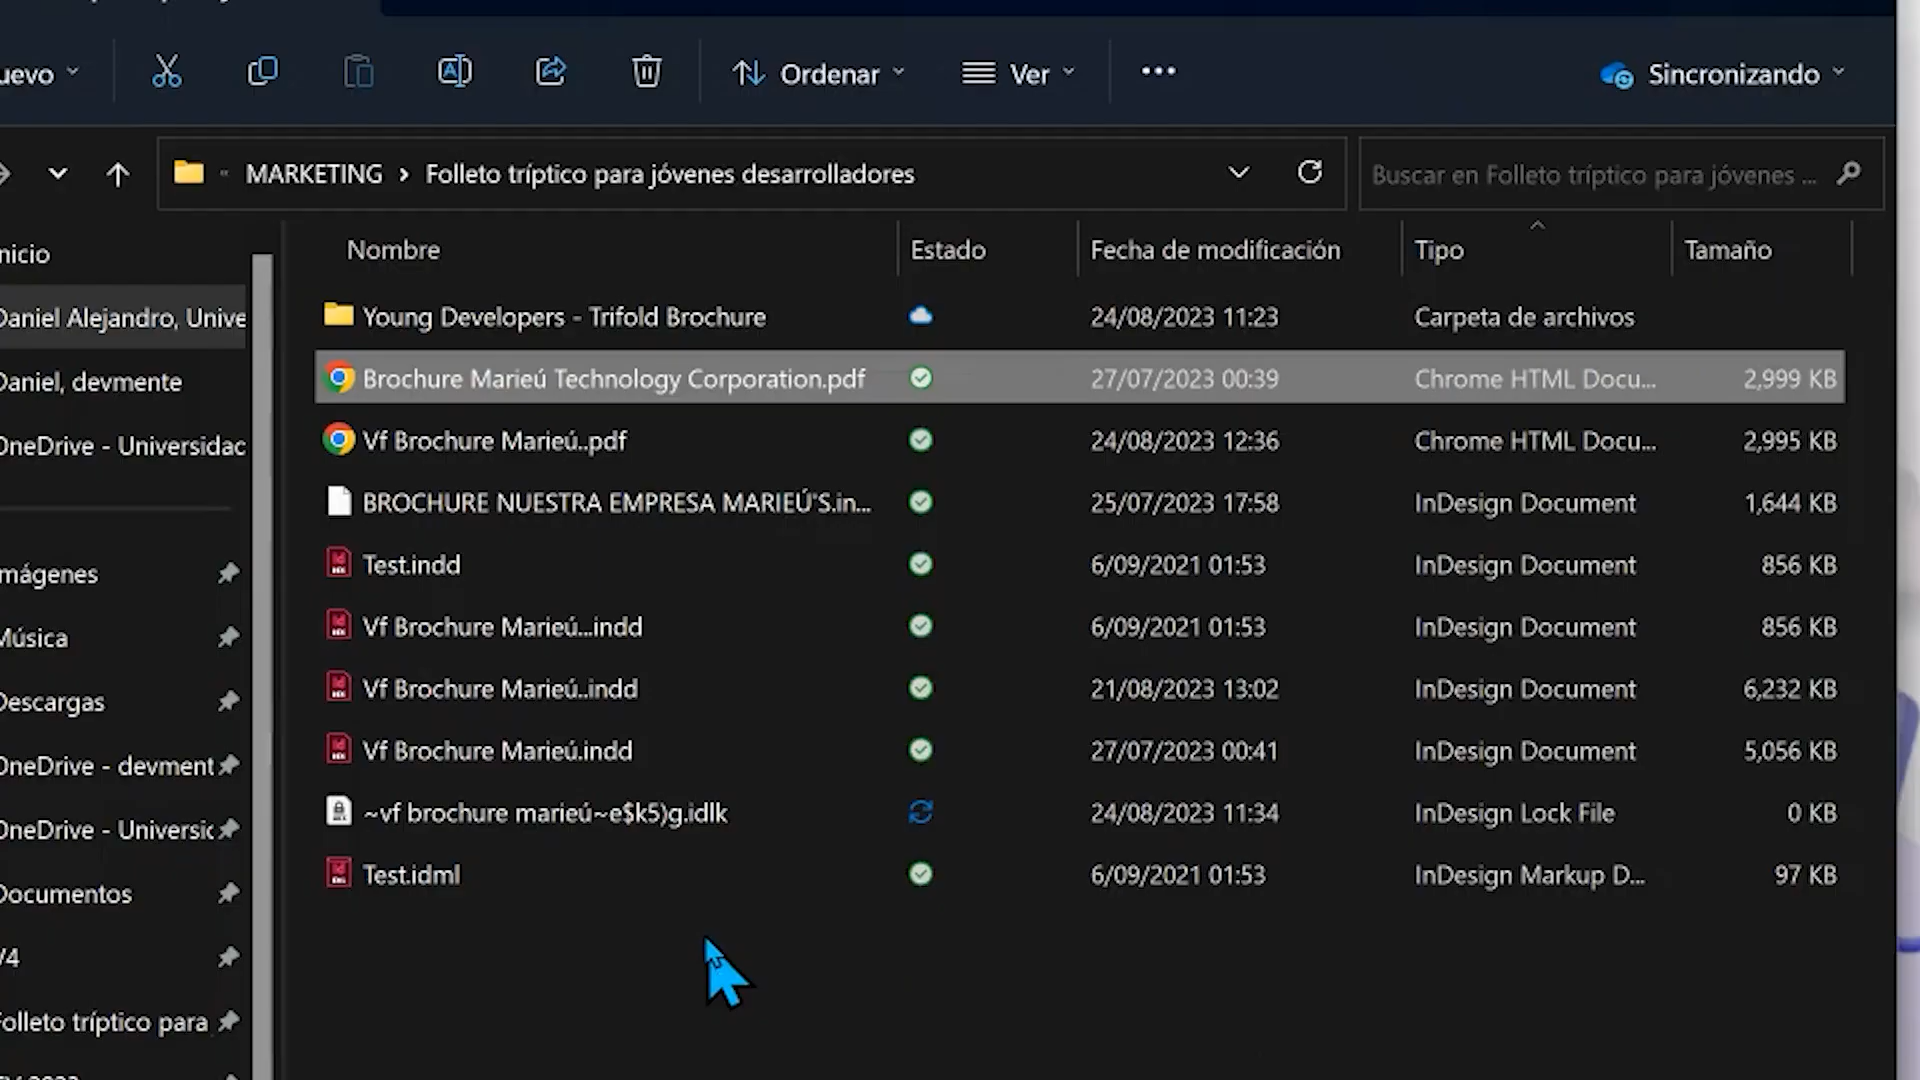 uevo
Ordenar
Ver
Sincronizando
MARKETING > Folleto tríptico para jóvenes desarrolladores
Buscar en Folleto tríptico para jóvenes ...
Nombre Estado Fecha de modificación Tipo Tamaño
Young Developers - Trifold Brochure 24/08/2023 11:23 Carpeta de archivos
Brochure Marieú Technology Corporation.pdf 27/07/2023 00:39 Chrome HTML Docu... 2,999 KB
Vf Brochure Marieú..pdf 24/08/2023 12:36 Chrome HTML Docu... 2,995 KB
BROCHURE NUESTRA EMPRESA MARIEÚ'S.in... 25/07/2023 17:58 InDesign Document 1,644 KB
Test.indd 6/09/2021 01:53 InDesign Document 856 KB
Vf Brochure Marieú...indd 6/09/2021 01:53 InDesign Document 856 KB
Vf Brochure Marieú..indd 21/08/2023 13:02 InDesign Document 6,232 KB
Vf Brochure Marieú.indd 27/07/2023 00:41 InDesign Document 5,056 KB
~vf brochure marieú~e$k5)g.idlk 24/08/2023 11:34 InDesign Lock File 0 KB
Test.idml 6/09/2021 01:53 InDesign Markup D... 97 KB
nicio
Daniel Alejandro, Unive
Daniel, devmente
OneDrive - Universidac
mágenes
Música
Descargas
OneDrive - devment
OneDrive - Universic
Documentos
V4
Folleto tríptico para